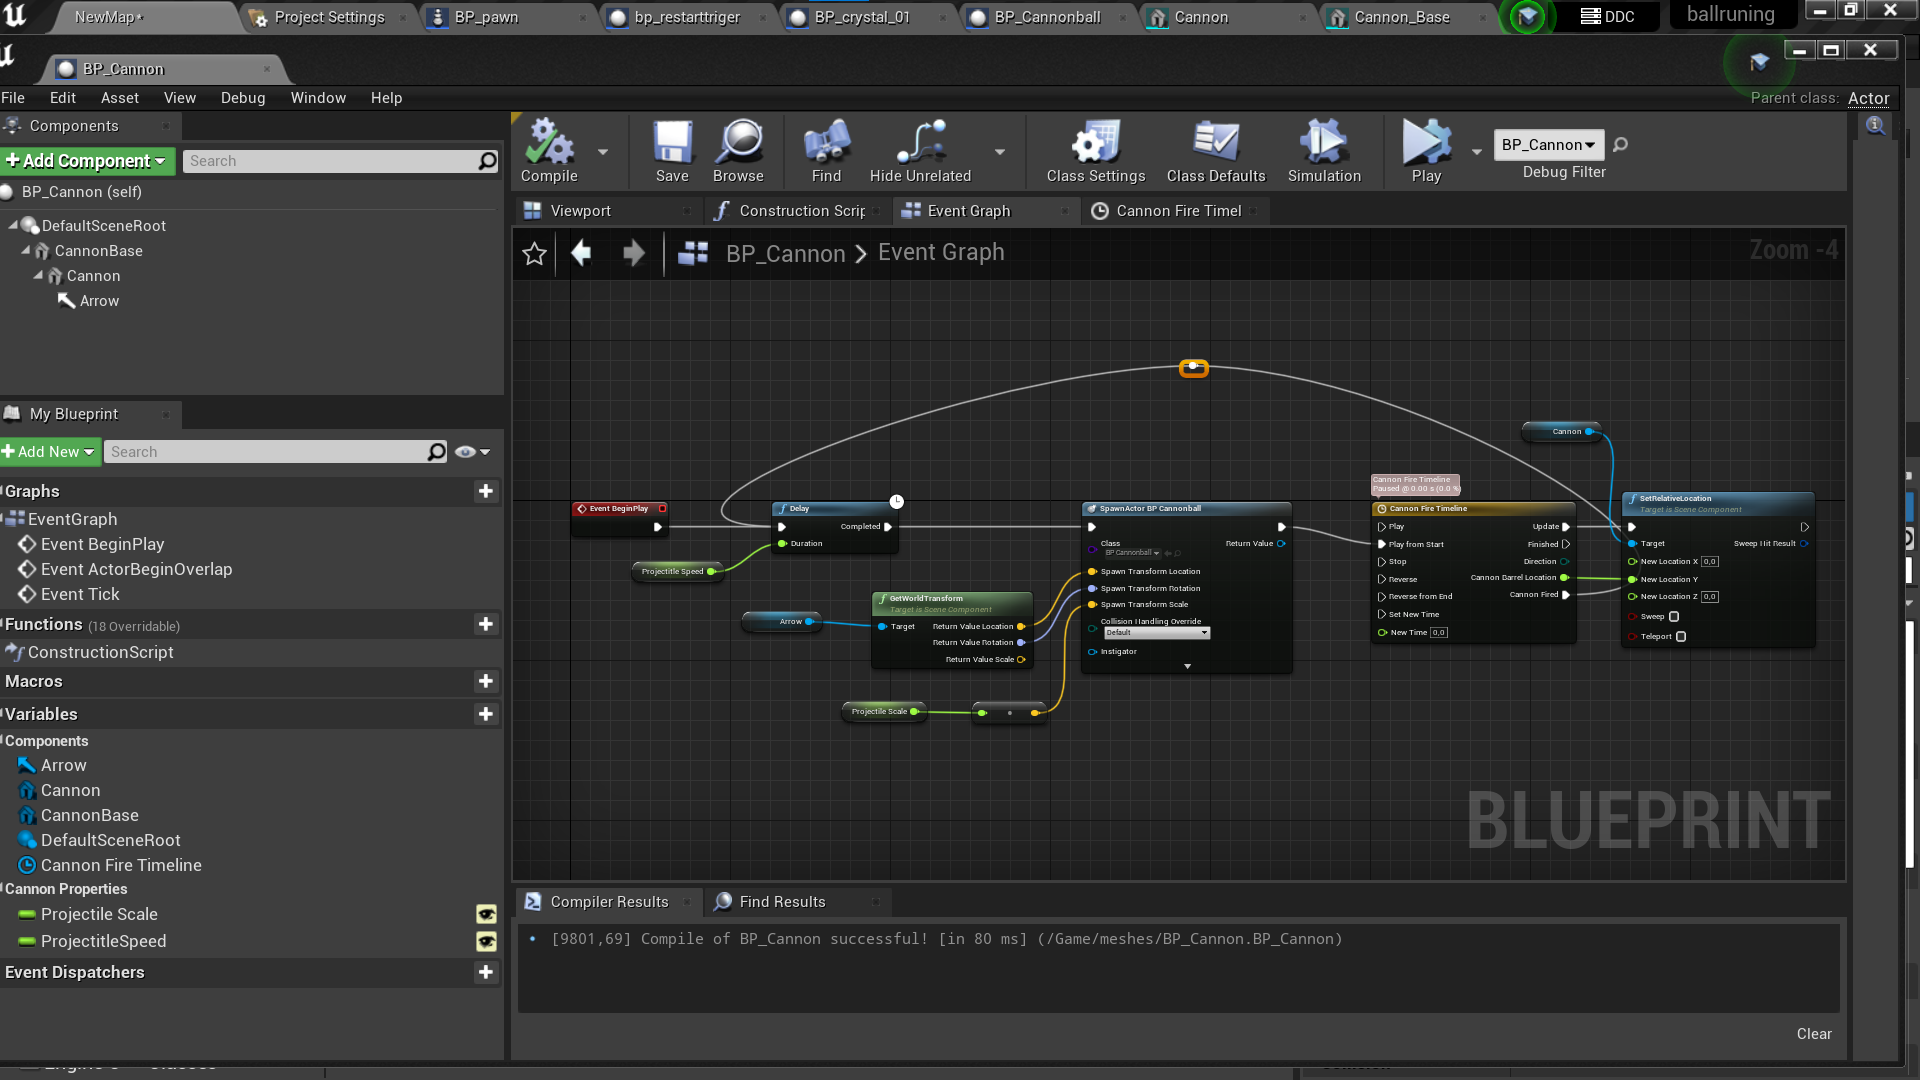 NewMap*
Project Settings
BP_pawn
bp_restarttriger
BP_crystal_01
BP_Cannonball
Cannon
Cannon_Base
DDC
ballruning
BP_Cannon
File Edit Asset View Debug Window Help
Parent class: Actor
Components
+ Add Component
Search
BP_Cannon (self)
DefaultSceneRoot
CannonBase
Cannon
Arrow
My Blueprint
+ Add New
Search
Graphs
EventGraph
Event BeginPlay
Event ActorBeginOverlap
Event Tick
Functions (18 Overridable)
ConstructionScript
Macros
Variables
Components
Arrow
Cannon
CannonBase
DefaultSceneRoot
Cannon Fire Timeline
Cannon Properties
Projectile Scale
ProjectitleSpeed
Event Dispatchers
Compile
Save
Browse
Find
Hide Unrelated
Class Settings
Class Defaults
Simulation
Play
BP_Cannon
Debug Filter
Viewport
Construction Scrip
Event Graph
Cannon Fire Timel
BP_Cannon > Event Graph
Zoom -4
Event BeginPlay
Delay
Completed
Duration
Projectitle Speed
Arrow
GetWorldTransform
Target is Scene Component
Target
Return Value Location
Return Value Rotation
Return Value Scale
Projectile Scale
SpawnActor BP Cannonball
Class
BP Cannonball
Return Value
Spawn Transform Location
Spawn Transform Rotation
Spawn Transform Scale
Collision Handling Override
Default
Instigator
Cannon Fire Timeline
Paused @ 0.00 s (0.0 %)
Cannon Fire Timeline
Play
Update
Play from Start
Finished
Stop
Direction
Reverse
Cannon Barrel Location
Reverse from End
Cannon Fired
Set New Time
New Time 0,0
Cannon
SetRelativeLocation
Target is Scene Component
Target
Sweep Hit Result
New Location X 0,0
New Location Y
New Location Z 0,0
Sweep
Teleport
BLUEPRINT
Compiler Results
Find Results
[9801,69] Compile of BP_Cannon successful! [in 80 ms] (/Game/meshes/BP_Cannon.BP_Cannon)
Clear